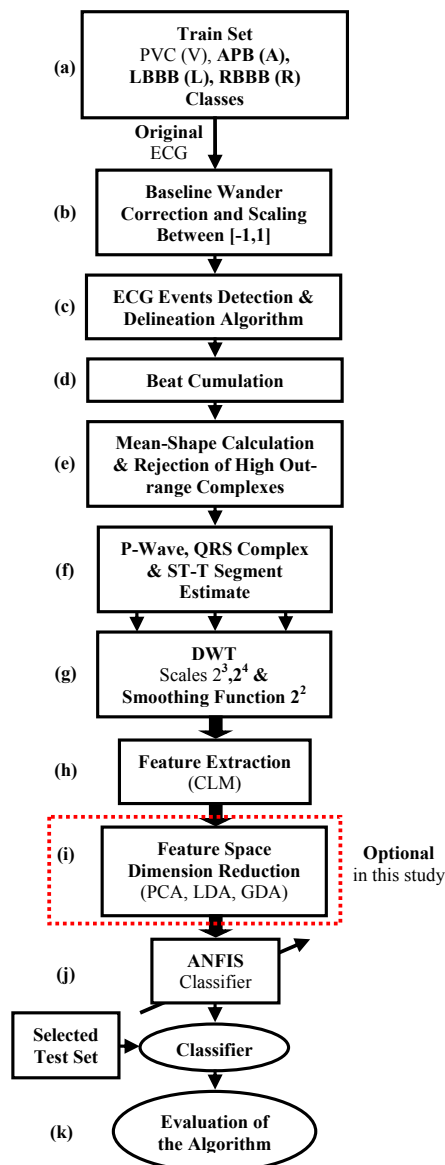 Train Set
(a)
PVC (V), APB (A),
LBBB (L), RBBB (R)
Classes
Original
ECG
Baseline Wander
(b)
Correction and Scaling
Between [-1,1]
(c)
ECG Events Detection &
Delineation Algorithm
(d)
Beat Cumulation
Mean-Shape Calculation
(e)
& Rejection of High Out-
range Complexes
P-Wave, QRS Complex
(f)
& ST-T Segment
Estimate
DWT
(g)
Scales 2³,2⁴ &
Smoothing Function 2²
(h)
Feature Extraction
(CLM)
(i)
Feature Space
Dimension Reduction
(PCA, LDA, GDA)
Optional
in this study
(j)
ANFIS
Classifier
Selected
Test Set
Classifier
(k)
Evaluation of
the Algorithm